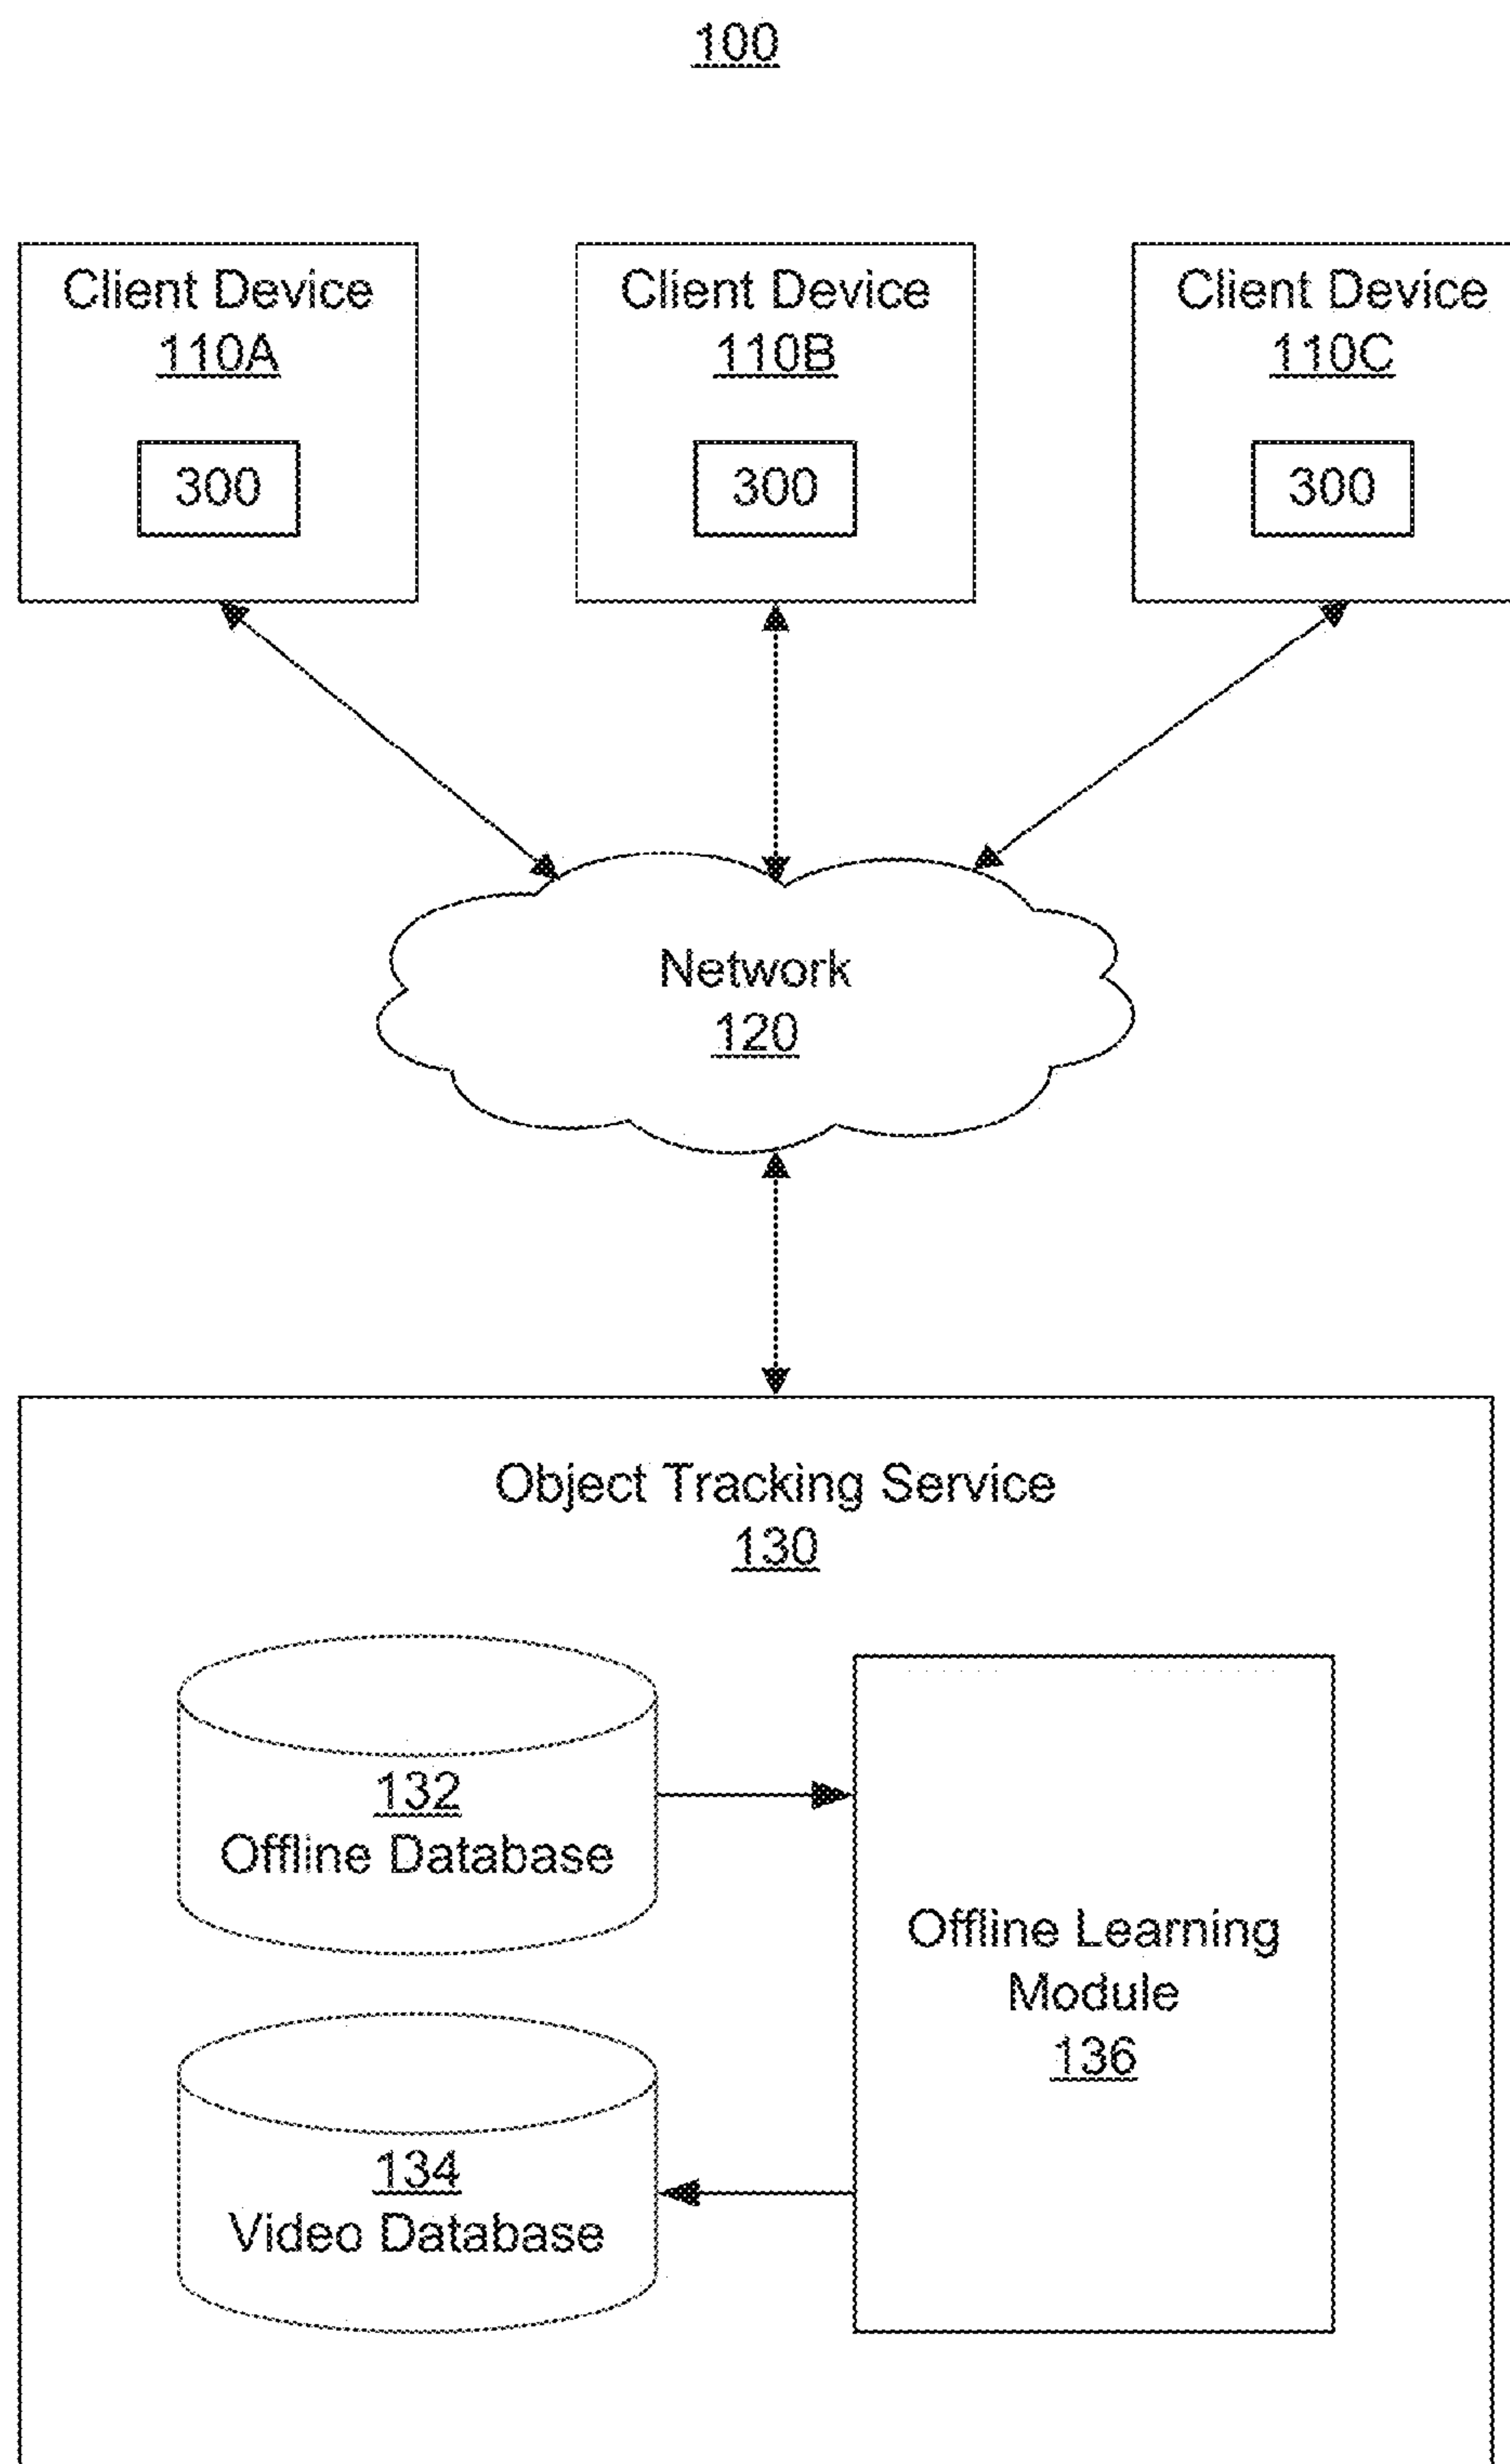 100
Client Device
110A
300
Client Device
110B
300
Client Device
110C
300
Network
120
Object Tracking Service
130
132
Offline Database
134
Video Database
Offline Learning
Module
136